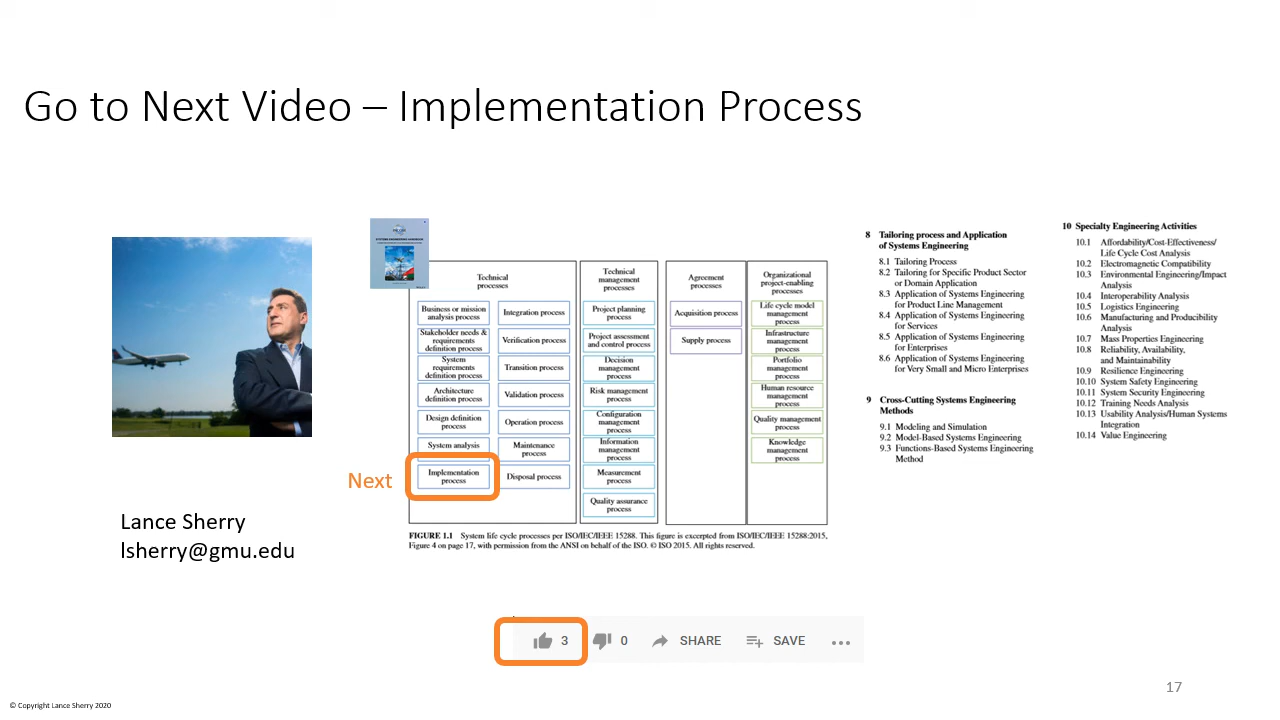 Go to Next Video – Implementation Process
SYSTEMS ENGINEERING HANDBOOK
Technical
processes
Business or mission
analysis process
Stakeholder needs &
requirements
definition process
System
requirements
definition process
Architecture
definition process
Design definition
process
System analysis
Implementation
process
Integration process
Verification process
Transition process
Validation process
Operation process
Maintenance
process
Disposal process
Technical
management
processes
Project planning
process
Project assessment
and control process
Decision
management
process
Risk management
process
Configuration
management
process
Information
management
process
Measurement
process
Quality assurance
process
Agreement
processes
Acquisition process
Supply process
Organizational
project-enabling
processes
Life cycle model
management
process
Infrastructure
management
process
Portfolio
management
process
Human resource
management
process
Quality management
process
Knowledge
management
process
FIGURE 1.1 System life cycle processes per ISO/IEC/IEEE 15288. This figure is excerpted from ISO/IEC/IEEE 15288:2015,
Figure 4 on page 17, with permission from the ANSI on behalf of the ISO. © ISO 2015. All rights reserved.
8 Tailoring process and Application
of Systems Engineering
8.1 Tailoring Process
8.2 Tailoring for Specific Product Sector
or Domain Application
8.3 Application of Systems Engineering
for Product Line Management
8.4 Application of Systems Engineering
for Services
8.5 Application of Systems Engineering
for Enterprises
8.6 Application of Systems Engineering
for Very Small and Micro Enterprises
9 Cross-Cutting Systems Engineering
Methods
9.1 Modeling and Simulation
9.2 Model-Based Systems Engineering
9.3 Functions-Based Systems Engineering
Method
10 Specialty Engineering Activities
10.1 Affordability/Cost-Effectiveness/
Life Cycle Cost Analysis
10.2 Electromagnetic Compatibility
10.3 Environmental Engineering/Impact
Analysis
10.4 Interoperability Analysis
10.5 Logistics Engineering
10.6 Manufacturing and Producibility
Analysis
10.7 Mass Properties Engineering
10.8 Reliability, Availability,
and Maintainability
10.9 Resilience Engineering
10.10 System Safety Engineering
10.11 System Security Engineering
10.12 Training Needs Analysis
10.13 Usability Analysis/Human Systems
Integration
10.14 Value Engineering
Next
Lance Sherry
lsherry@gmu.edu
3 0 SHARE SAVE
17
© Copyright Lance Sherry 2020